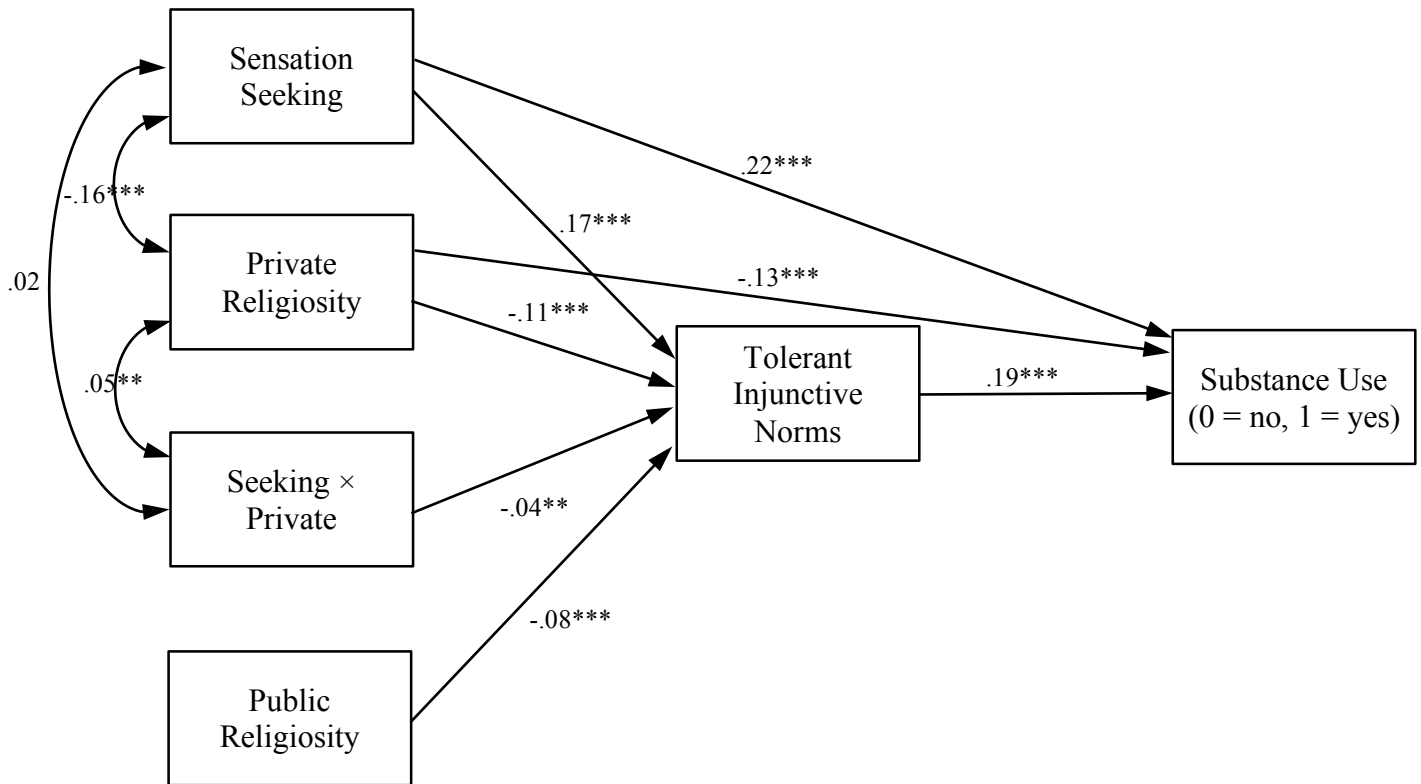 Sensation
Seeking
.22***
-.16***
.17***
.02
Private
Religiosity
-.13***
-.11***
Tolerant
Injunctive
Norms
.19***
Substance Use
(0 = no, 1 = yes)
.05**
Seeking ×
Private
-.04**
-.08***
Public
Religiosity